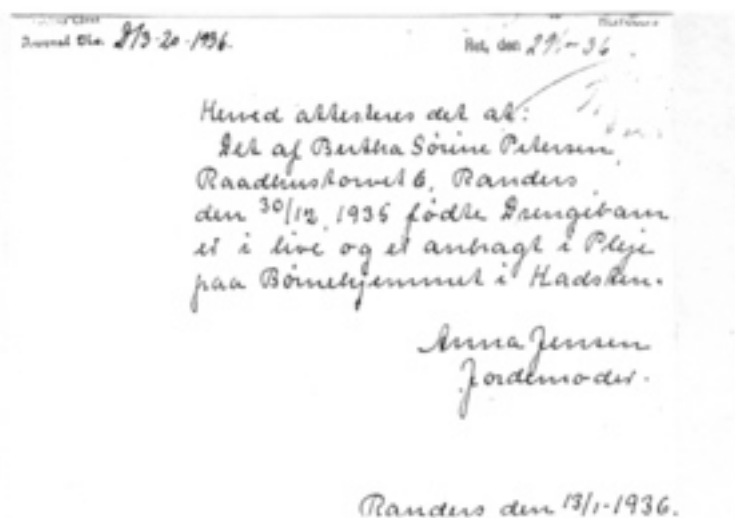 Journal Nr. 213-20-1936.
Ret, den 29/1-36
Herved attesteres det at:
Det af Bertha Sörine Petersen,
Raadhustorvet 6, Randers,
den 30/12 1935 födte Drengebarn
er i live og er anbragt i Pleje
paa Börnehjemmet i Hadsten.
Anna Jensen
Jordemoder.
Randers den 13/1-1936.